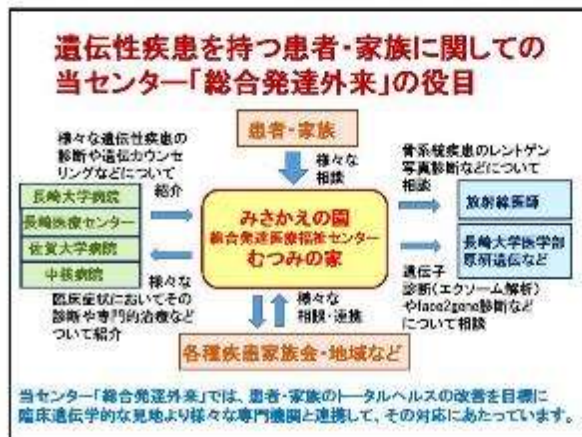 遺伝性疾患を持つ患者・家族に関しての
当センター「総合発達外来」の役目
患者・家族
様々な遺伝性疾患の
診断や遺伝カウンセ
リングなどについて
紹介
様々な
相談
骨系統疾患のレントゲン
写真診断などについて
相談
長崎大学病院
長崎医療センター
佐賀大学病院
中核病院
みさかえの園
総合発達医療福祉センター
むつみの家
放射線医師
長崎大学医学部
原研遺伝など
様々な
臨床症状においてその
診断や専門的治療などに
ついて紹介
様々な
相談・連携
遺伝子
診断(エクソーム解析)
やface2gene診断など
について相談
各種疾患家族会・地域など
当センター「総合発達外来」では、患者・家族のトータルヘルスの改善を目標に
臨床遺伝学的な見地より様々な専門機関と連携して、その対応にあたっています。